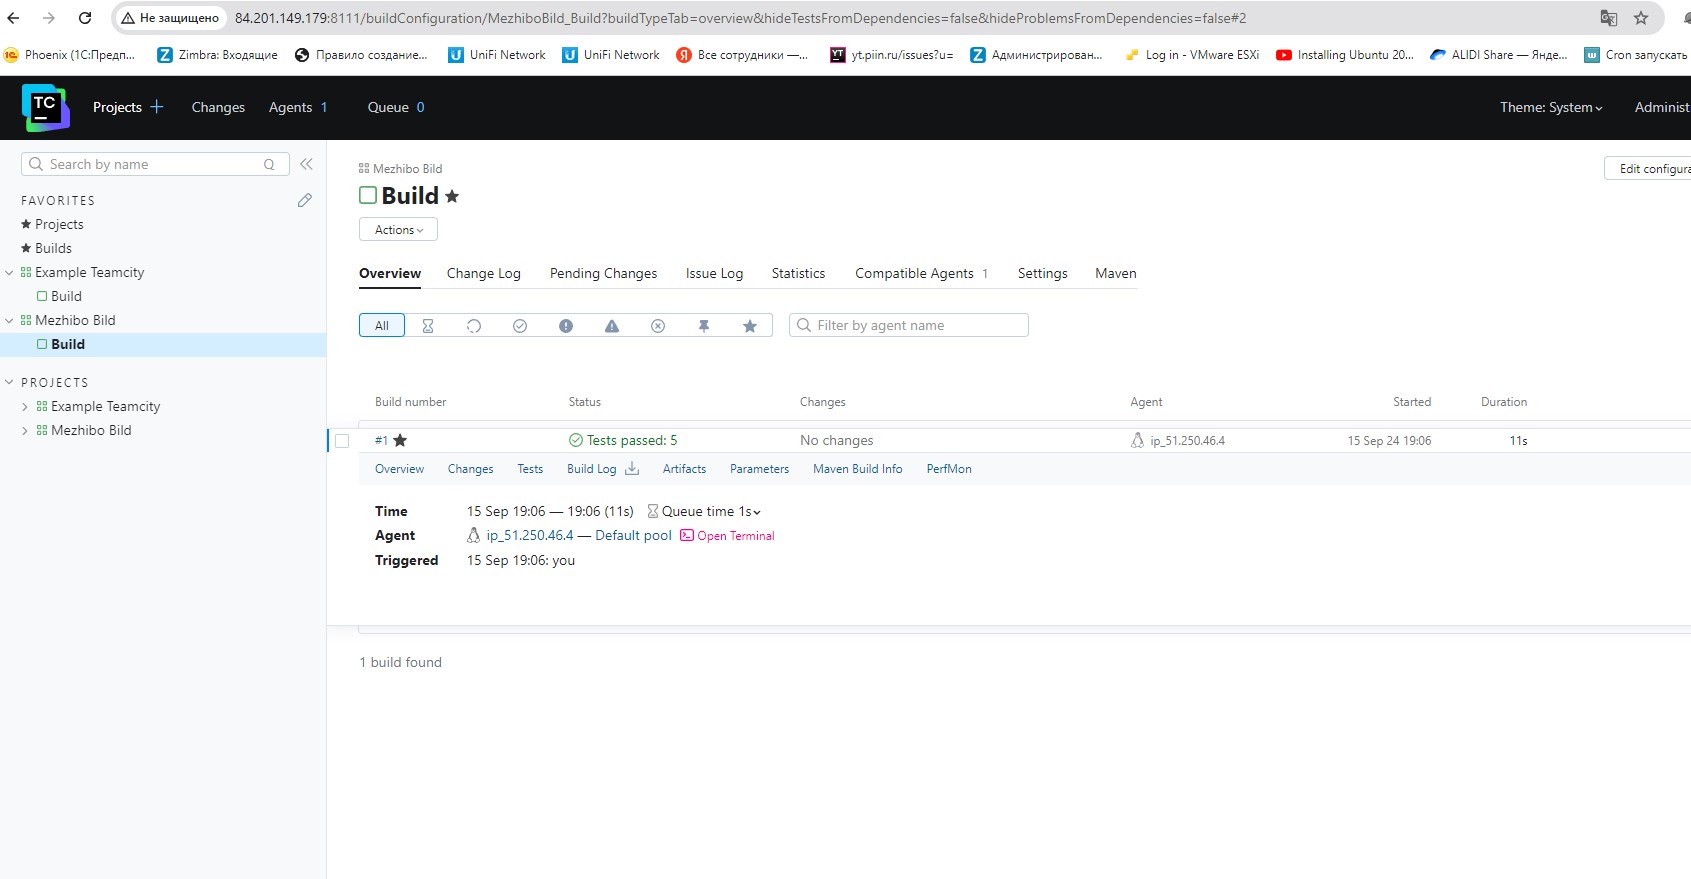 Не защищено 84.201.149.179:8111/buildConfiguration/MezhiboBild_Build?buildTypeTab=overview&hideTestsFromDependencies=false&hideProblemsFromDependencies=false#2
Phoenix (1С:Предп... Zimbra: Входящие Правило создание... UniFi Network UniFi Network Все сотрудники —... yt.piin.ru/issues?u= Администрирован... Log in - VMware ESXi Installing Ubuntu 20... ALIDI Share — Янде... Cron запускать
TC Projects Changes Agents 1 Queue 0 Theme: System Administ
Search by name Q
FAVORITES
Projects
Builds
Example Teamcity
Build
Mezhibo Bild
Build
PROJECTS
Example Teamcity
Mezhibo Bild
Mezhibo Bild
Edit configura
Build
Actions
Overview Change Log Pending Changes Issue Log Statistics Compatible Agents 1 Settings Maven
All Filter by agent name
Build number Status Changes Agent Started Duration
#1 Tests passed: 5 No changes ip_51.250.46.4 15 Sep 24 19:06 11s
Overview Changes Tests Build Log Artifacts Parameters Maven Build Info PerfMon
Time 15 Sep 19:06 — 19:06 (11s) Queue time 1s
Agent ip_51.250.46.4 — Default pool Open Terminal
Triggered 15 Sep 19:06: you
1 build found